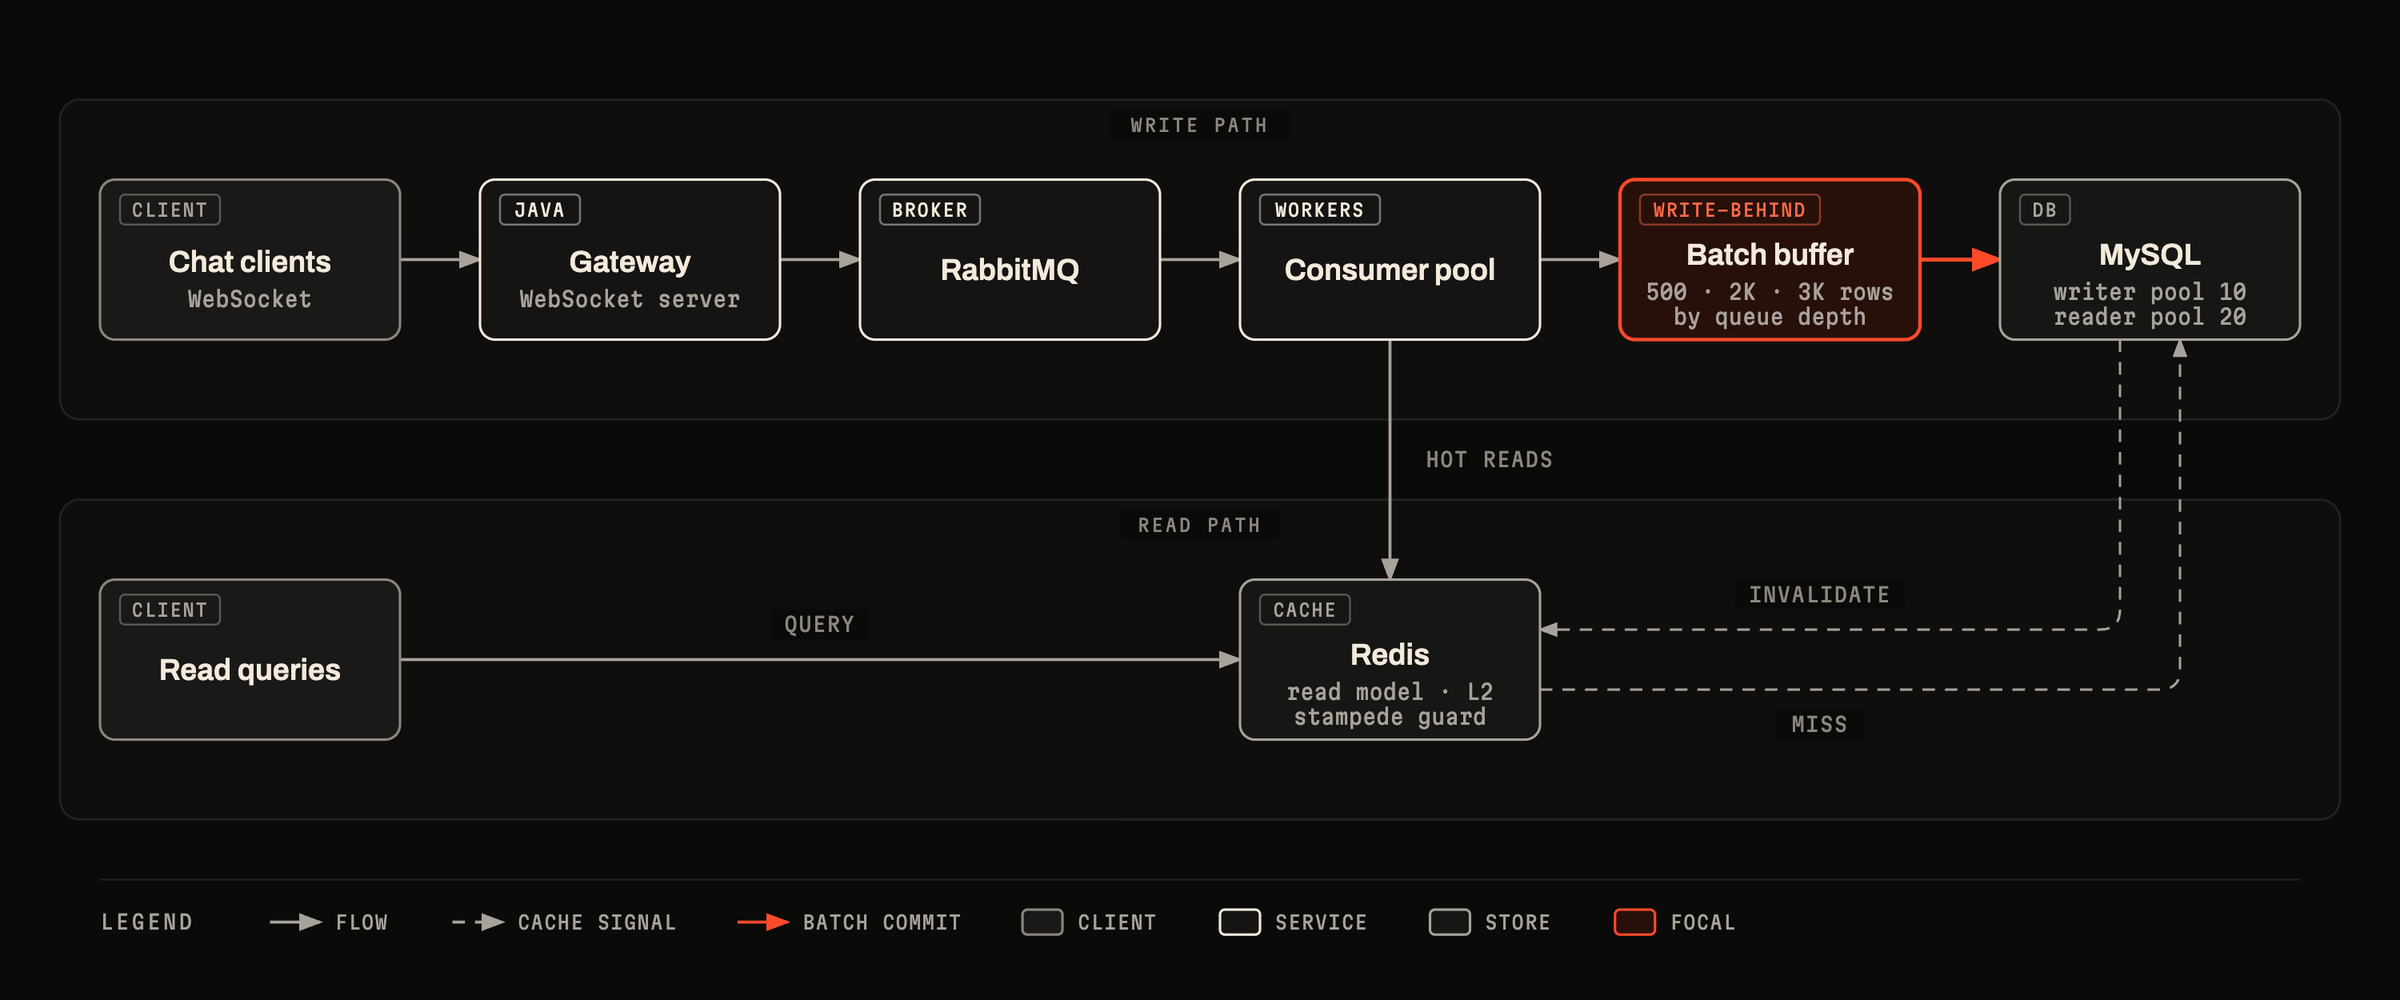 WRITE PATH
CLIENT
Chat clients
WebSocket
JAVA
Gateway
WebSocket server
BROKER
RabbitMQ
WORKERS
Consumer pool
WRITE-BEHIND
Batch buffer
500 · 2K · 3K rows
by queue depth
DB
MySQL
writer pool 10
reader pool 20
HOT READS
READ PATH
CLIENT
Read queries
QUERY
CACHE
Redis
read model · L2
stampede guard
INVALIDATE
MISS
LEGEND
FLOW
CACHE SIGNAL
BATCH COMMIT
CLIENT
SERVICE
STORE
FOCAL